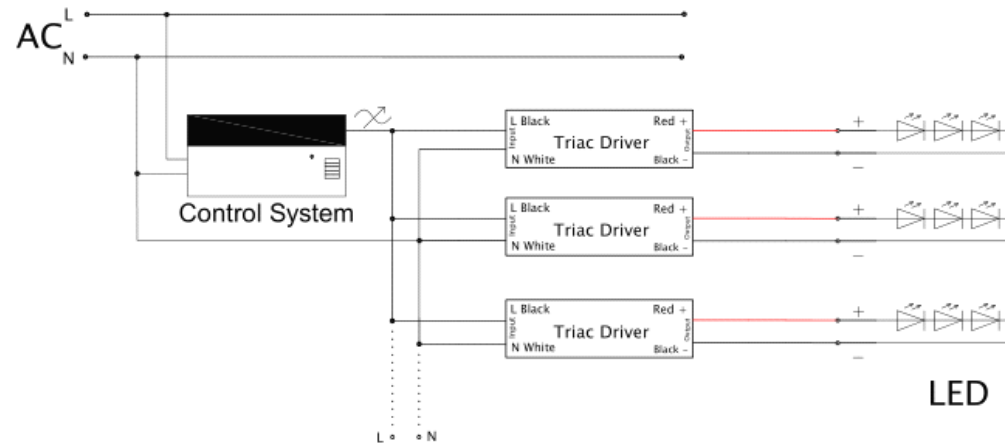 L
AC
N
Control System
L Black
Red +
Input
Triac Driver
Output
N White
Black -
+
−
L Black
Red +
Input
Triac Driver
Output
N White
Black -
+
−
L Black
Red +
Input
Triac Driver
Output
N White
Black -
+
−
LED
L
N